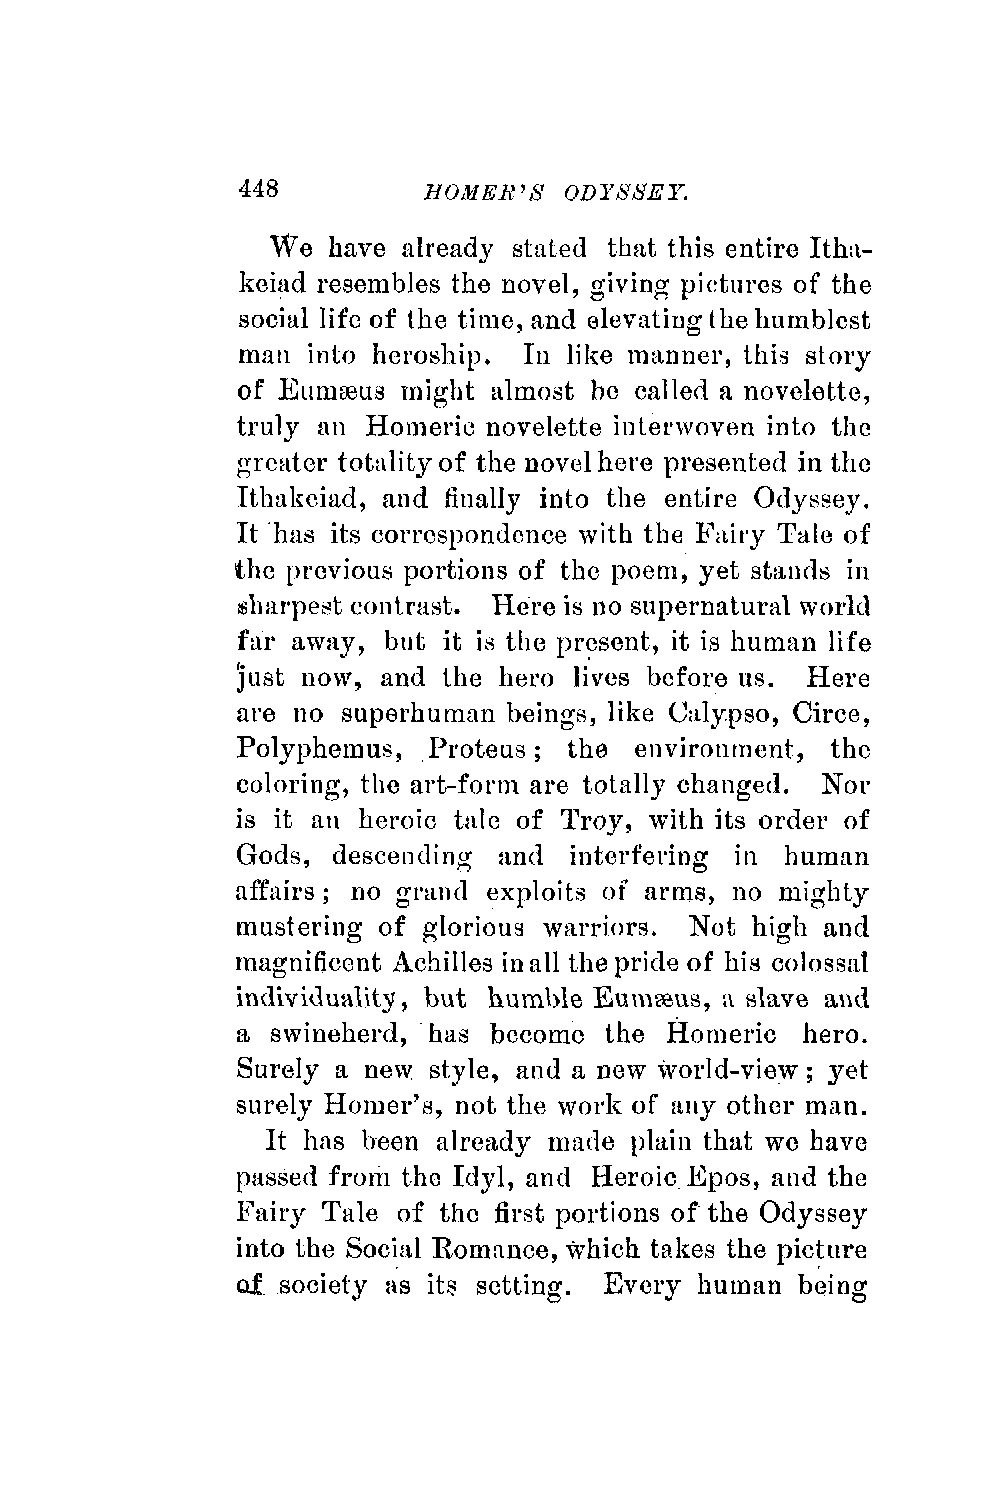 448 HOMER'S ODYSSEY.
We have already stated that this entire Itha-
keiad resembles the novel, giving pictures of the
social life of the time, and elevating the humblest
man into heroship. In like manner, this story
of Eumæus might almost be called a novelette,
truly an Homeric novelette interwoven into the
greater totality of the novel here presented in the
Ithakeiad, and finally into the entire Odyssey.
It has its correspondence with the Fairy Tale of
the previous portions of the poem, yet stands in
sharpest contrast. Here is no supernatural world
far away, but it is the present, it is human life
just now, and the hero lives before us. Here
are no superhuman beings, like Calypso, Circe,
Polyphemus, Proteus; the environment, the
coloring, the art-form are totally changed. Nor
is it an heroic tale of Troy, with its order of
Gods, descending and interfering in human
affairs; no grand exploits of arms, no mighty
mustering of glorious warriors. Not high and
magnificent Achilles in all the pride of his colossal
individuality, but humble Eumæus, a slave and
a swineherd, has become the Homeric hero.
Surely a new style, and a new world-view; yet
surely Homer's, not the work of any other man.
It has been already made plain that we have
passed from the Idyl, and Heroic Epos, and the
Fairy Tale of the first portions of the Odyssey
into the Social Romance, which takes the picture
of society as its setting. Every human being